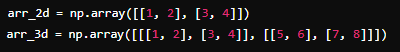 arr_2d = np.array([[1, 2], [3, 4]])
arr_3d = np.array([[[1, 2], [3, 4]], [[5, 6], [7, 8]]])